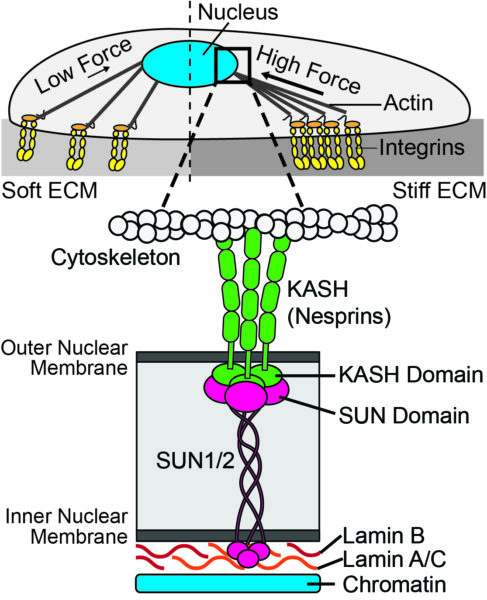 Nucleus
Low Force
High Force
Actin
Integrins
Soft ECM
Stiff ECM
Cytoskeleton
KASH
(Nesprins)
Outer Nuclear
Membrane
KASH Domain
SUN Domain
SUN1/2
Inner Nuclear
Membrane
Lamin B
Lamin A/C
Chromatin